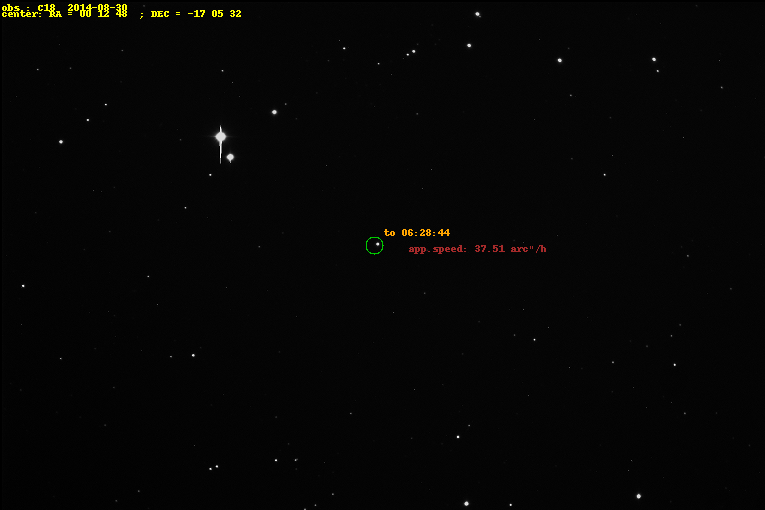 obs : C18 2014-08-30
center: RA = 00 12 48 ; DEC = -17 05 32
to 06:28:44
app.speed: 37.51 arc"/h